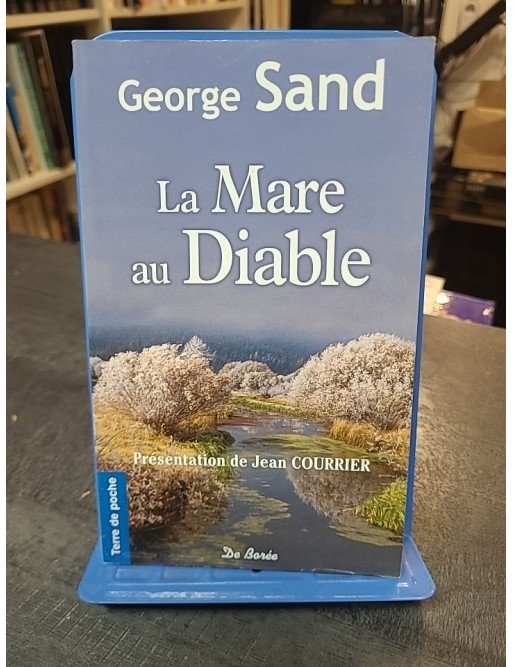 George Sand
La Mare
au Diable
Présentation de Jean COURRIER
Terre de poche
De Borée